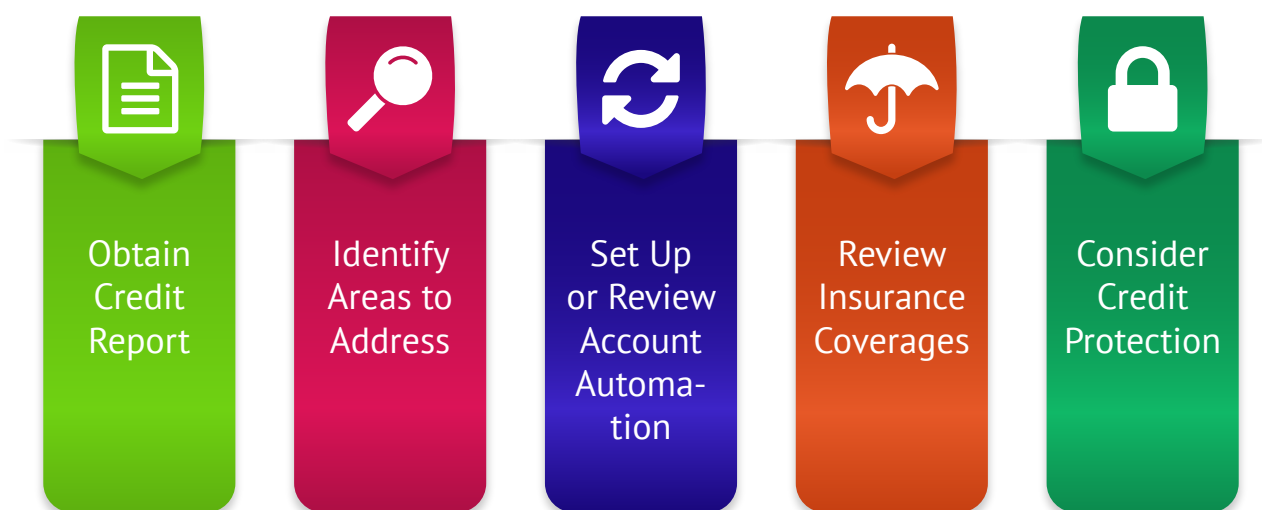 Obtain
Credit
Report
Identify
Areas to
Address
Set Up
or Review
Account
Automa-
tion
Review
Insurance
Coverages
Consider
Credit
Protection